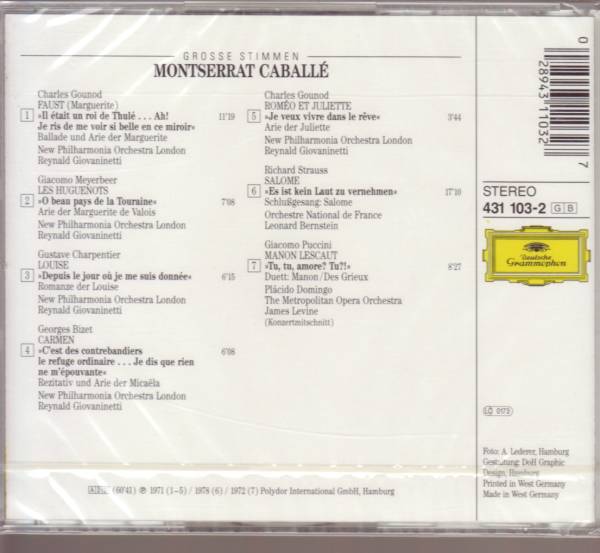 GROSSE STIMMEN
MONTSERRAT CABALLÉ
Charles Gounod
FAUST (Marguerite)
1 »Il était un roi de Thulé . . . Ah! 11'19
Je ris de me voir si belle en ce miroir«
Ballade und Arie der Marguerite
New Philharmonia Orchestra London
Reynald Giovaninetti
Giacomo Meyerbeer
LES HUGUENOTS
2 »O beau pays de la Touraine« 7'08
Arie der Marguerite de Valois
New Philharmonia Orchestra London
Reynald Giovaninetti
Gustave Charpentier
LOUISE
3 »Depuis le jour où je me suis donnée« 6'15
Romanze der Louise
New Philharmonia Orchestra London
Reynald Giovaninetti
Georges Bizet
CARMEN
4 »C'est des contrebandiers 6'08
le refuge ordinaire . . . Je dis que rien
ne m'épouvante«
Rezitativ und Arie der Micaëla
New Philharmonia Orchestra London
Reynald Giovaninetti
Charles Gounod
ROMÉO ET JULIETTE
5 »Je veux vivre dans le rêve« 3'44
Arie der Juliette
New Philharmonia Orchestra London
Reynald Giovaninetti
Richard Strauss
SALOME
6 »Es ist kein Laut zu vernehmen« 17'10
Schlußgesang: Salome
Orchestre National de France
Leonard Bernstein
Giacomo Puccini
MANON LESCAUT
7 »Tu, tu, amore? Tu?!« 8'27
Duett: Manon/Des Grieux
Plácido Domingo
The Metropolitan Opera Orchestra
James Levine
(Konzertmitschnitt)
(60'41) ℗ 1971 (1–5) / 1978 (6) / 1972 (7) Polydor International GmbH, Hamburg
0 28943 11032 7
STEREO
431 103-2 G B
Deutsche
Grammophon
LC 0173
Foto: A. Lederer, Hamburg
Gestaltung: DoH Graphic
Design, Hamburg
Printed in West Germany
Made in West Germany